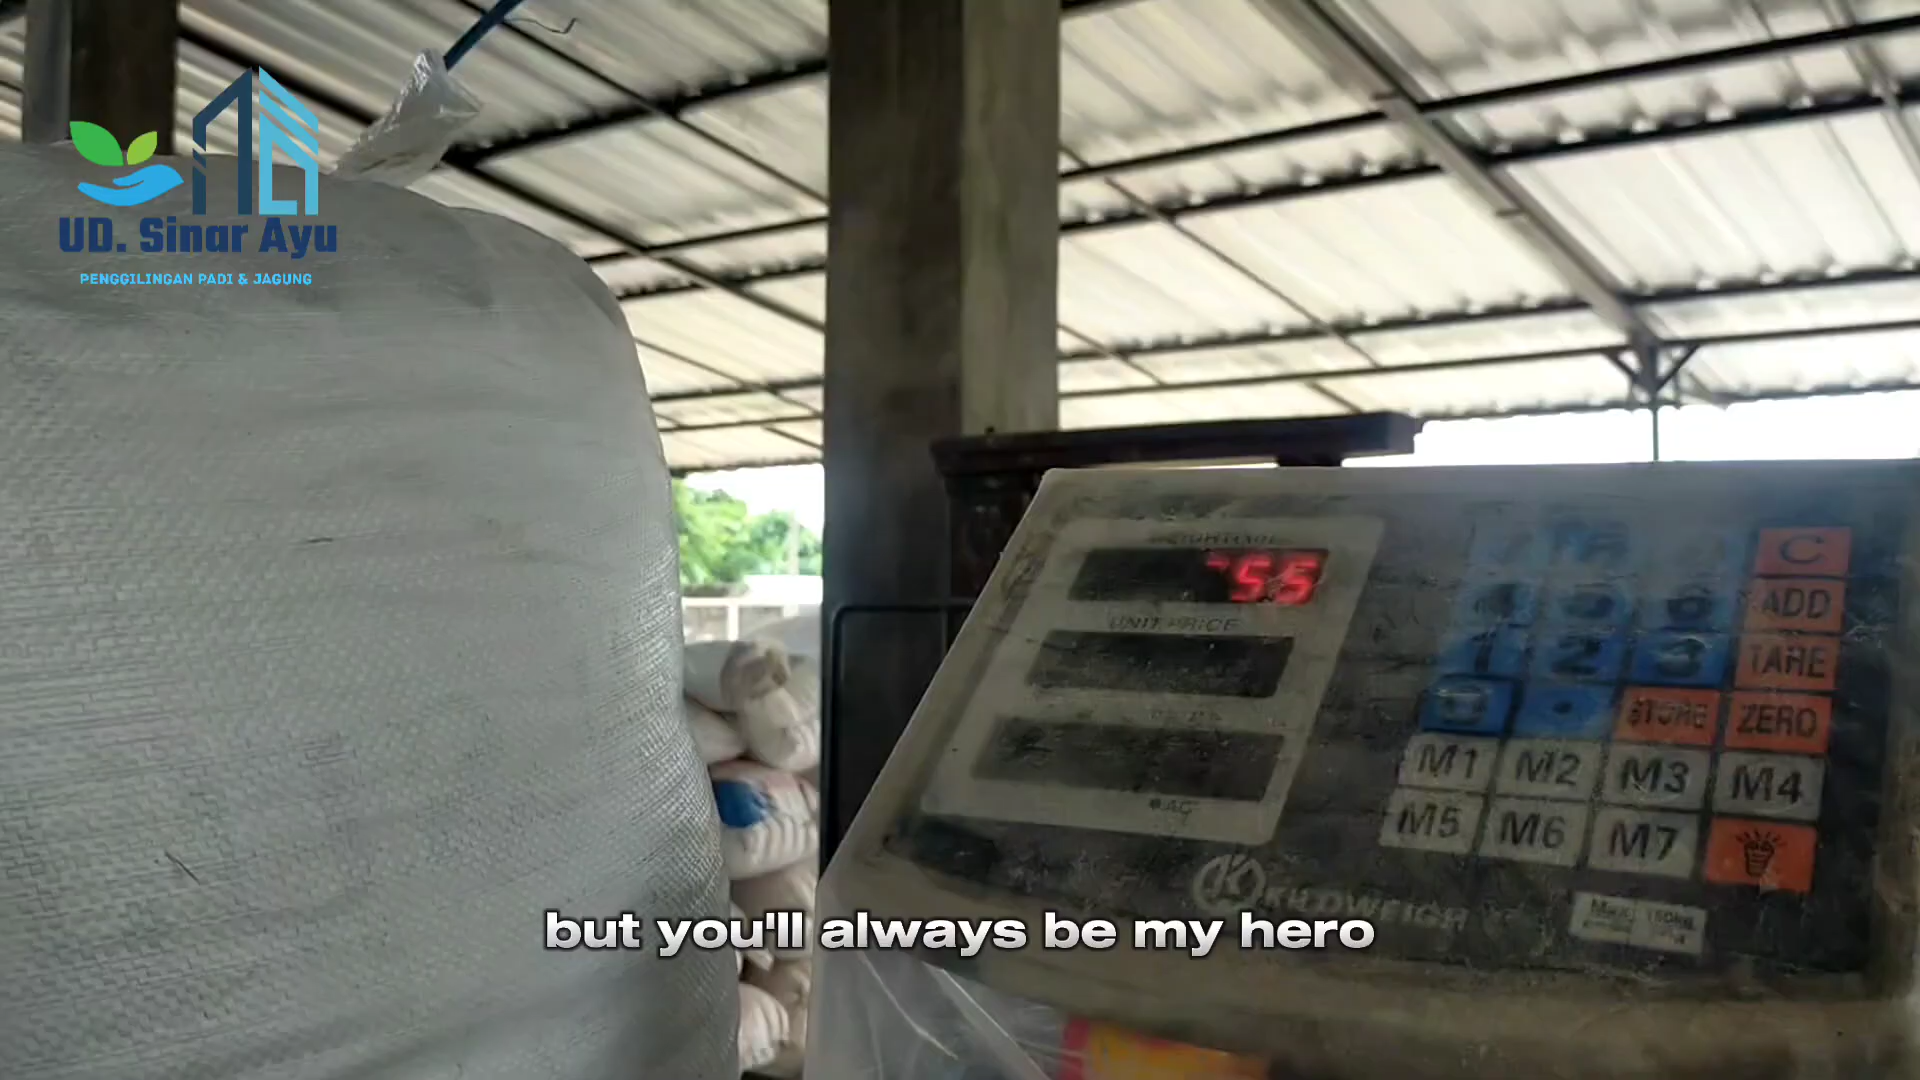 UD. Sinar Ayu
PENGGILINGAN PADI & JAGUNG
UNIT PRICE
C
ADD
1 2 3 TARE
STORE ZERO
M1 M2 M3 M4
M5 M6 M7
KILOWEIGH
but you'll always be my hero